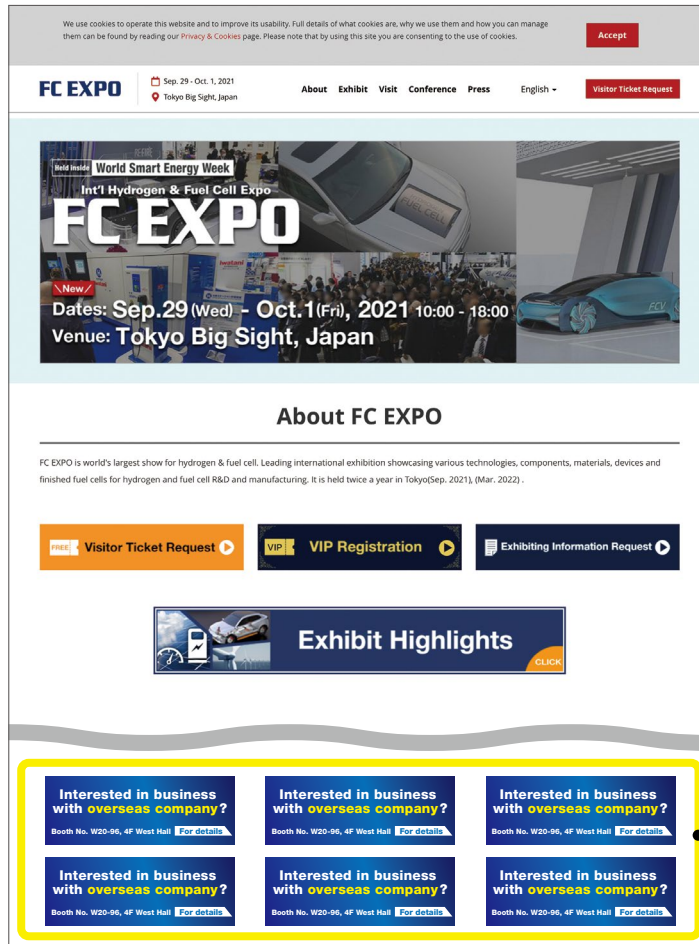 We use cookies to operate this website and to improve its usability. Full details of what cookies are, why we use them and how you can manage
them can be found by reading our Privacy & Cookies page. Please note that by using this site you are consenting to the use of cookies.
Accept
FC EXPO
Sep. 29 - Oct. 1, 2021
Tokyo Big Sight, Japan
About Exhibit Visit Conference Press English
Visitor Ticket Request
Held inside World Smart Energy Week
Int'l Hydrogen & Fuel Cell Expo
FC EXPO
FUEL CELL
iwatani
FCV
\New/
Dates: Sep.29 (Wed) - Oct.1(Fri), 2021 10:00 - 18:00
Venue: Tokyo Big Sight, Japan
About FC EXPO
FC EXPO is world's largest show for hydrogen & fuel cell. Leading international exhibition showcasing various technologies, components, materials, devices and
finished fuel cells for hydrogen and fuel cell R&D and manufacturing. It is held twice a year in Tokyo(Sep. 2021), (Mar. 2022) .
FREE Visitor Ticket Request
VIP VIP Registration
Exhibiting Information Request
Exhibit Highlights
CLICK
Interested in business
with overseas company?
Booth No. W20-96, 4F West Hall For details
Interested in business
with overseas company?
Booth No. W20-96, 4F West Hall For details
Interested in business
with overseas company?
Booth No. W20-96, 4F West Hall For details
Interested in business
with overseas company?
Booth No. W20-96, 4F West Hall For details
Interested in business
with overseas company?
Booth No. W20-96, 4F West Hall For details
Interested in business
with overseas company?
Booth No. W20-96, 4F West Hall For details